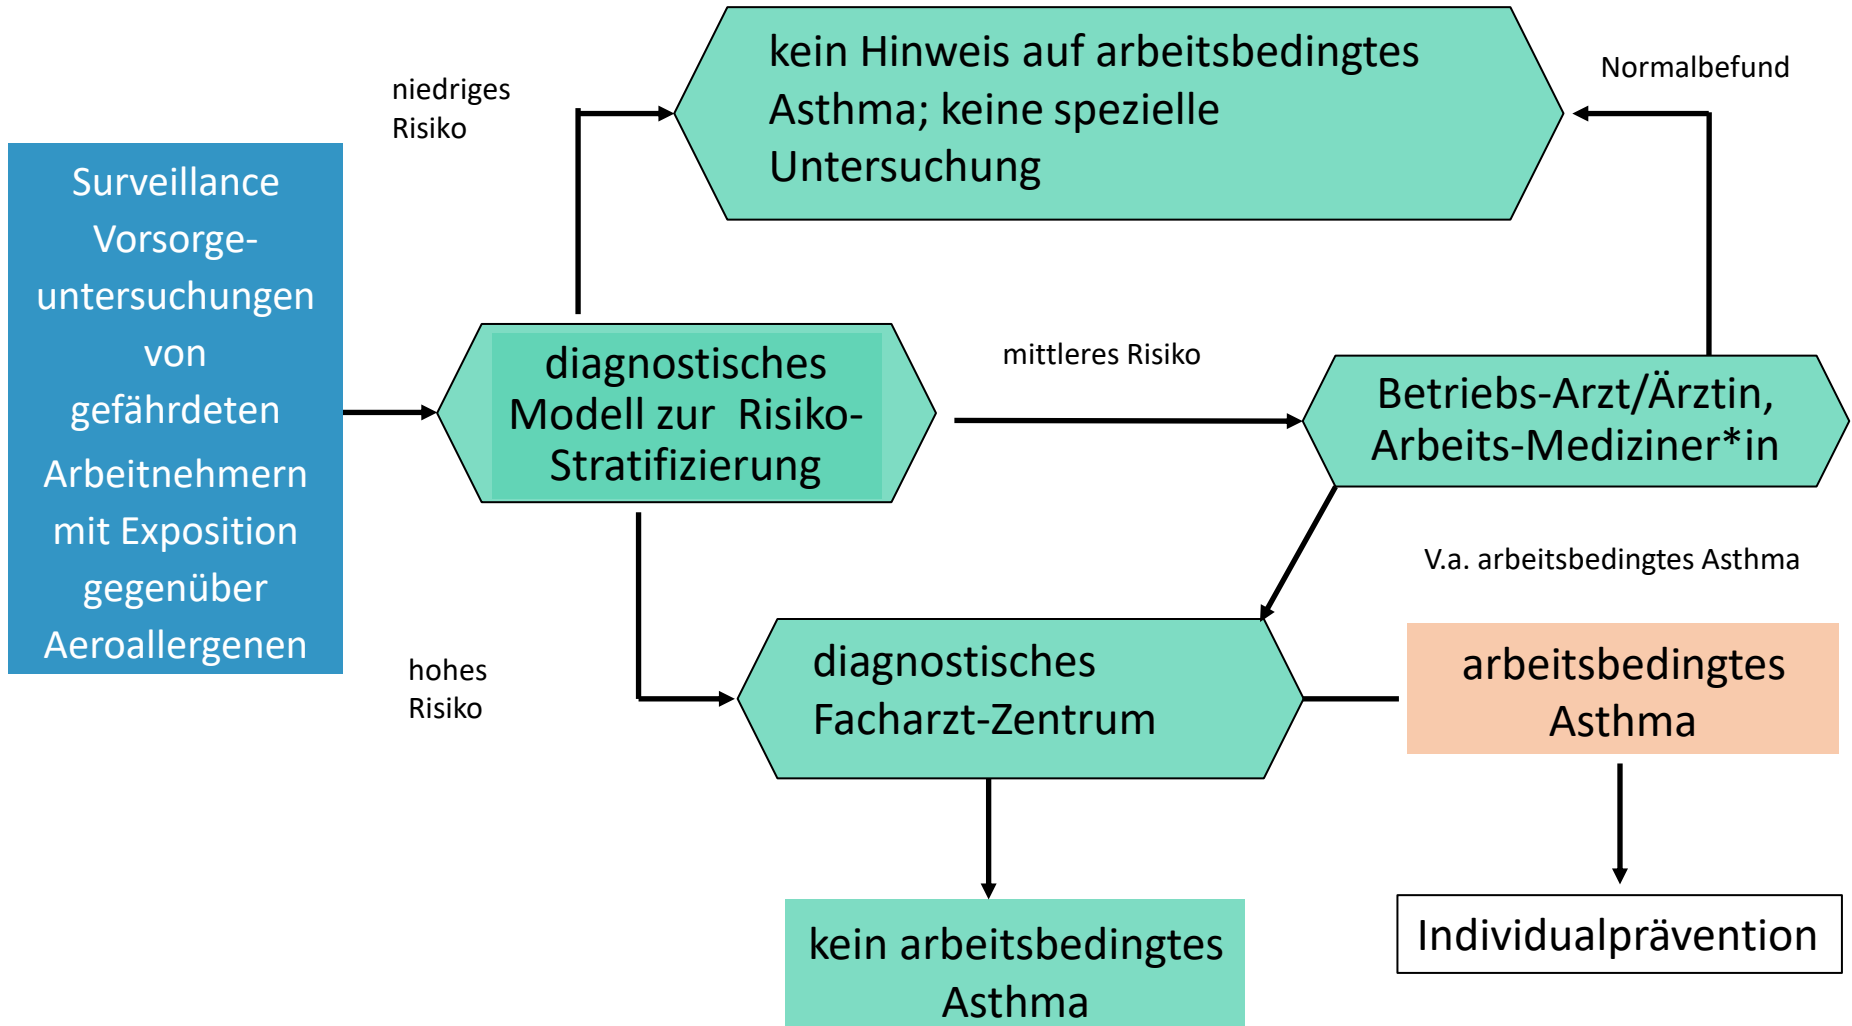 Surveillance
Vorsorge-
untersuchungen
von
gefährdeten
Arbeitnehmern
mit Exposition
gegenüber
Aeroallergenen
niedriges
Risiko
kein Hinweis auf arbeitsbedingtes
Asthma; keine spezielle
Untersuchung
Normalbefund
diagnostisches
Modell zur Risiko-
Stratifizierung
mittleres Risiko
Betriebs-Arzt/Ärztin,
Arbeits-Mediziner*in
V.a. arbeitsbedingtes Asthma
hohes
Risiko
diagnostisches
Facharzt-Zentrum
arbeitsbedingtes
Asthma
kein arbeitsbedingtes
Asthma
Individualprävention